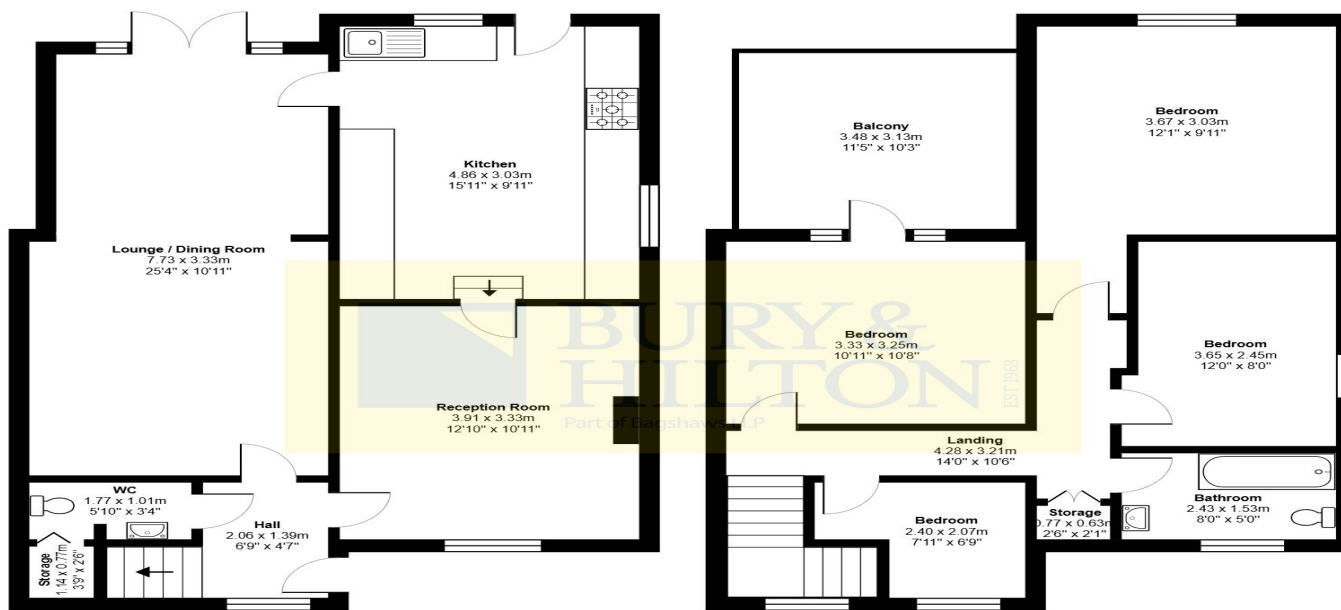 Lounge / Dining Room
7.73 x 3.33m
25'4" x 10'11"
Kitchen
4.86 x 3.03m
15'11" x 9'11"
Reception Room
3.91 x 3.33m
12'10" x 10'11"
WC
1.77 x 1.01m
5'10" x 3'4"
Hall
2.06 x 1.39m
6'9" x 4'7"
Storage
1.14 x 0.77m
3'9" x 2'6"
Balcony
3.48 x 3.13m
11'5" x 10'3"
Bedroom
3.67 x 3.03m
12'1" x 9'11"
Bedroom
3.33 x 3.25m
10'11" x 10'8"
Bedroom
3.65 x 2.45m
12'0" x 8'0"
Landing
4.28 x 3.21m
14'0" x 10'6"
Bedroom
2.40 x 2.07m
7'11" x 6'9"
Storage
0.77 x 0.63m
2'6" x 2'1"
Bathroom
2.43 x 1.53m
8'0" x 5'0"
BURY &
HILTON
EST 1963
Part of Bagshaws LLP